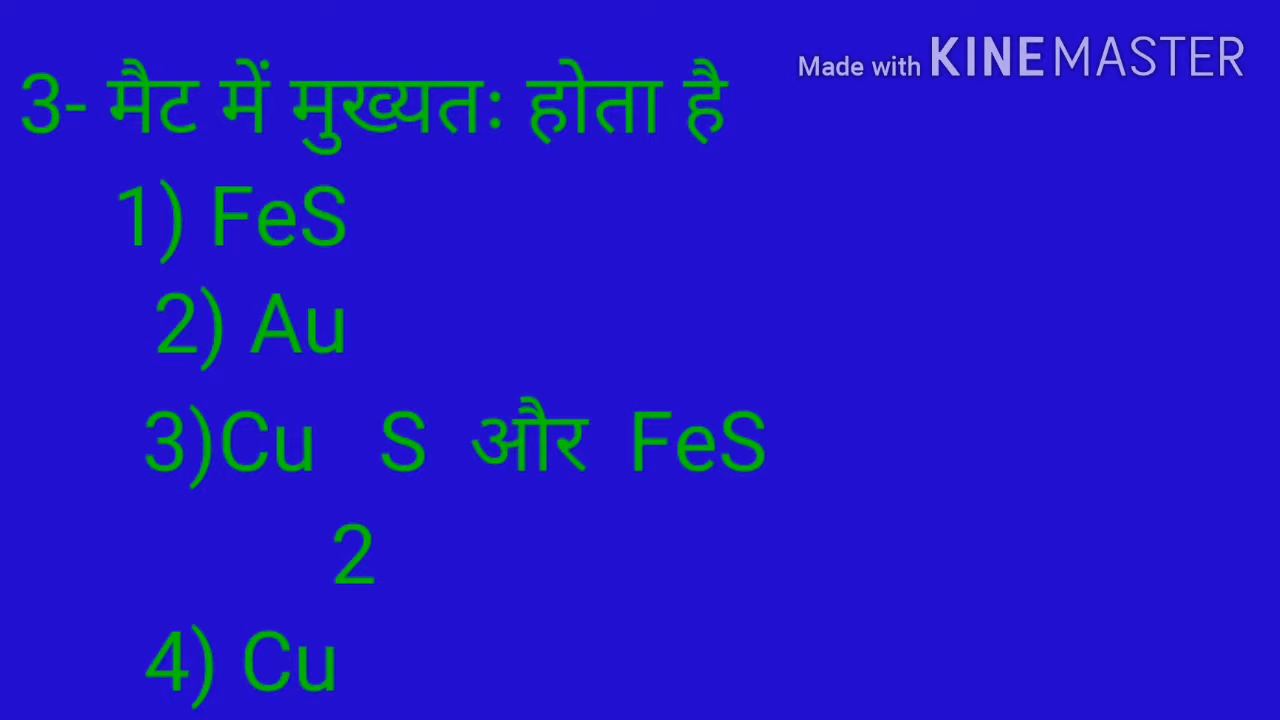 Made with KINEMASTER
3- मैट में मुख्यतः होता है
1) FeS
2) Au
3)Cu S और FeS
2
4) Cu